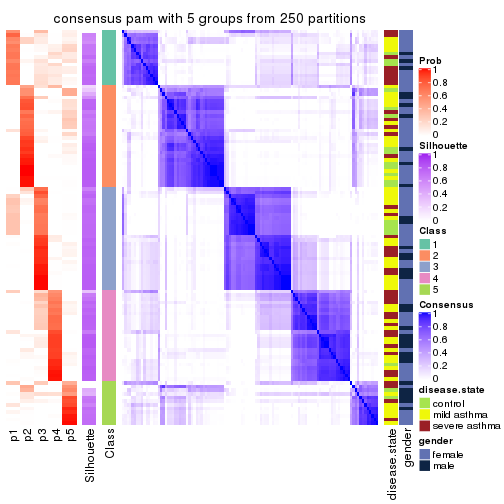 consensus pam with 5 groups from 250 partitions
Prob
1
0.8
0.6
0.4
0.2
0
Silhouette
1
0.8
0.6
0.4
0.2
0
Class
1
2
3
4
5
Consensus
1
0.8
0.6
0.4
0.2
0
disease.state
control
mild asthma
severe asthma
gender
female
male
p1
p2
p3
p4
p5
Silhouette
Class
disease.state
gender